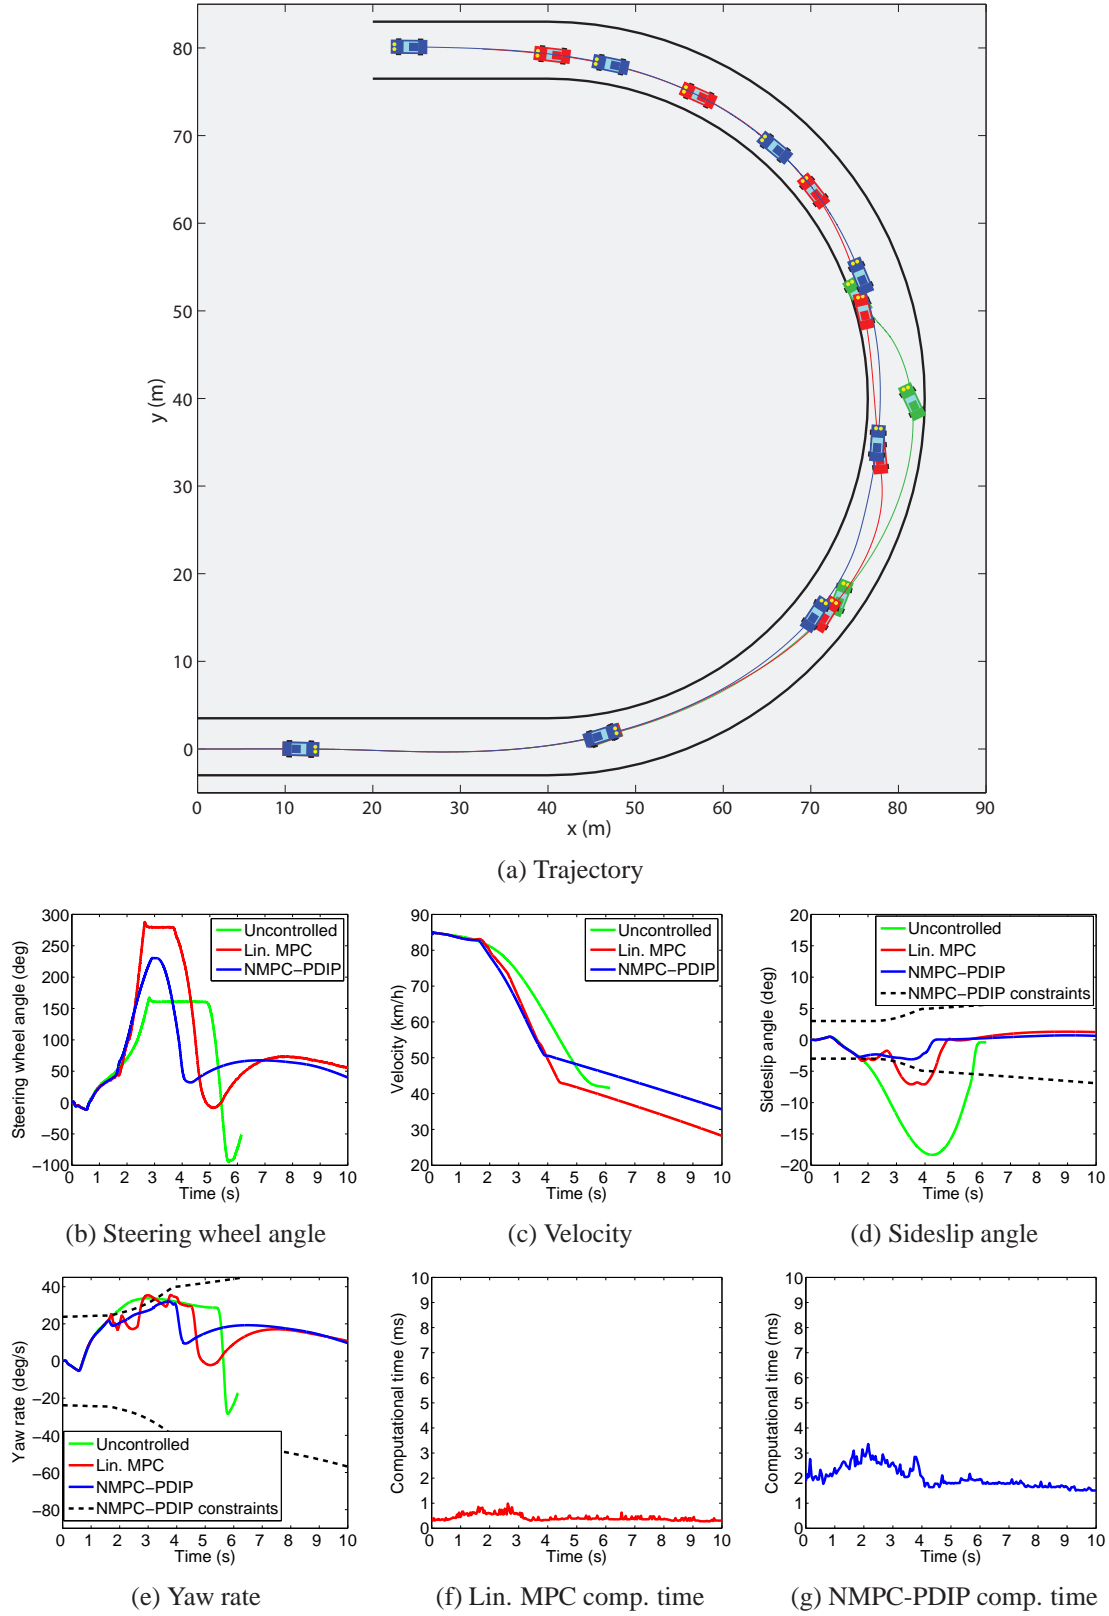 80
70
60
50
40
30
20
10
0
y (m)
0 10 20 30 40 50 60 70 80 90
x (m)
(a) Trajectory
300
250
200
150
100
50
0
−50
−100
Steering wheel angle (deg)
Uncontrolled
Lin. MPC
NMPC−PDIP
0 1 2 3 4 5 6 7 8 9 10
Time (s)
(b) Steering wheel angle
90
80
70
60
50
40
30
20
Velocity (km/h)
Uncontrolled
Lin. MPC
NMPC−PDIP
0 1 2 3 4 5 6 7 8 9 10
Time (s)
(c) Velocity
20
15
10
5
0
−5
−10
−15
−20
Sideslip angle (deg)
Uncontrolled
Lin. MPC
NMPC−PDIP
NMPC−PDIP constraints
0 1 2 3 4 5 6 7 8 9 10
Time (s)
(d) Sideslip angle
40
20
0
−20
−40
−60
−80
Yaw rate (deg/s)
Uncontrolled
Lin. MPC
NMPC−PDIP
NMPC−PDIP constraints
0 1 2 3 4 5 6 7 8 9 10
Time (s)
(e) Yaw rate
10
9
8
7
6
5
4
3
2
1
0
Computational time (ms)
0 1 2 3 4 5 6 7 8 9 10
Time (s)
(f) Lin. MPC comp. time
10
9
8
7
6
5
4
3
2
1
0
Computational time (ms)
0 1 2 3 4 5 6 7 8 9 10
Time (s)
(g) NMPC-PDIP comp. time